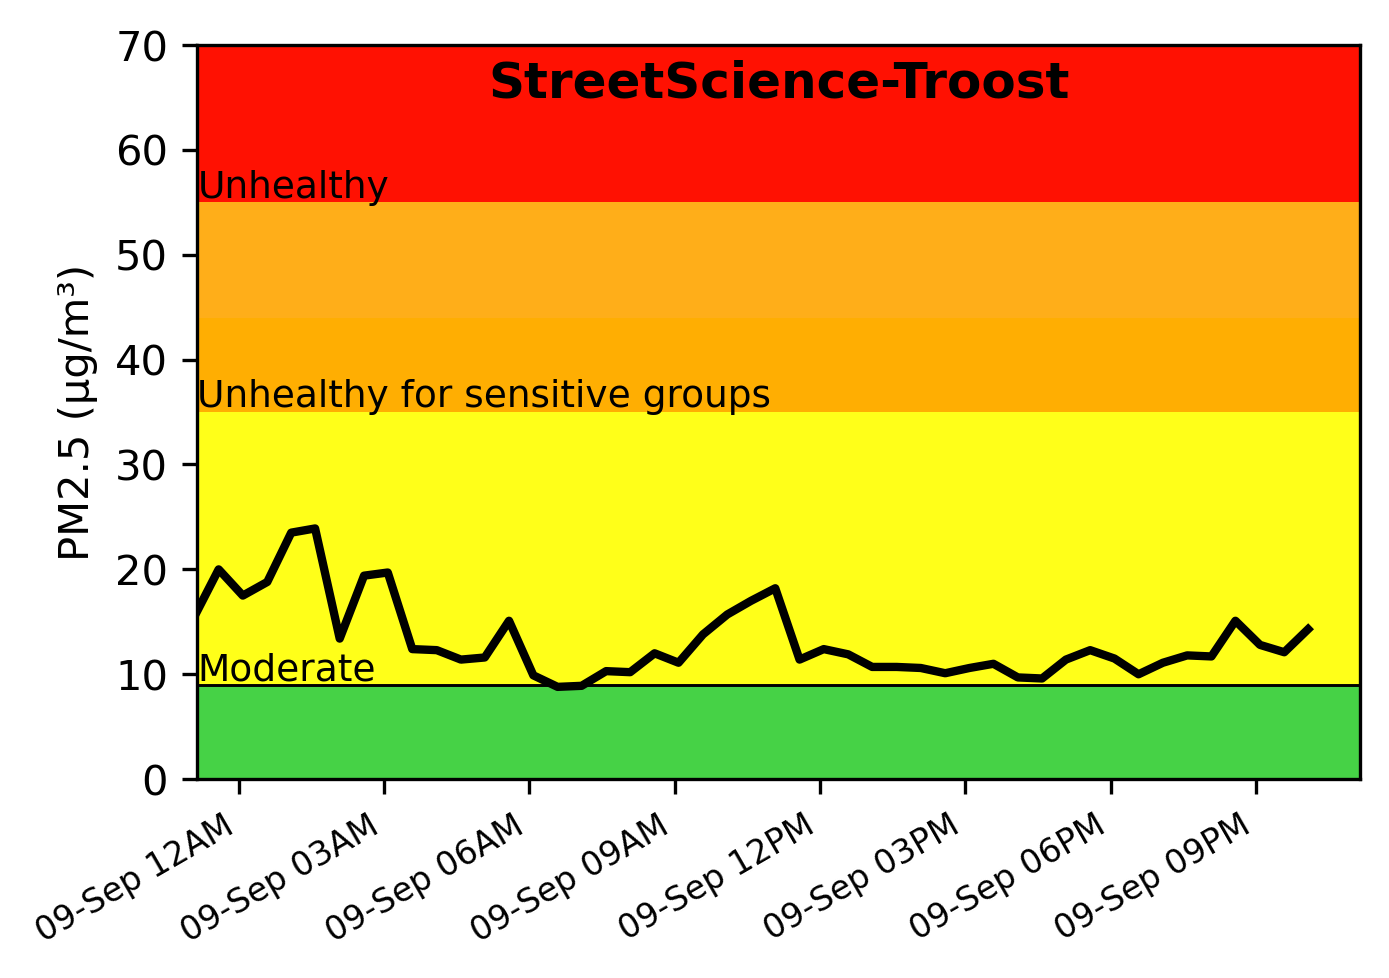 StreetScience-Troost
PM2.5 (µg/m³)
70
60
50
40
30
20
10
0
Unhealthy
Unhealthy for sensitive groups
Moderate
09-Sep 12AM
09-Sep 03AM
09-Sep 06AM
09-Sep 09AM
09-Sep 12PM
09-Sep 03PM
09-Sep 06PM
09-Sep 09PM